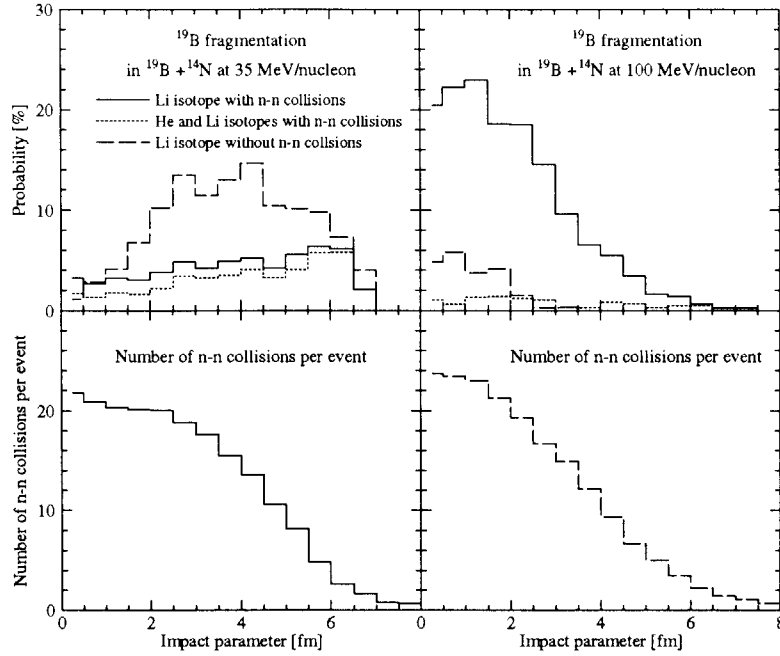 30
20
10
0
Probability [%]
¹⁹B fragmentation
in ¹⁹B + ¹⁴N at 35 MeV/nucleon
Li isotope with n-n collisions
He and Li isotopes with n-n collisions
Li isotope without n-n collsions
¹⁹B fragmentation
in ¹⁹B + ¹⁴N at 100 MeV/nucleon
Number of n-n collisions per event
20
10
0
Number of n-n collisions per event
Number of n-n collisions per event
0 2 4 6 0 2 4 6 8
Impact parameter [fm]
Impact parameter [fm]